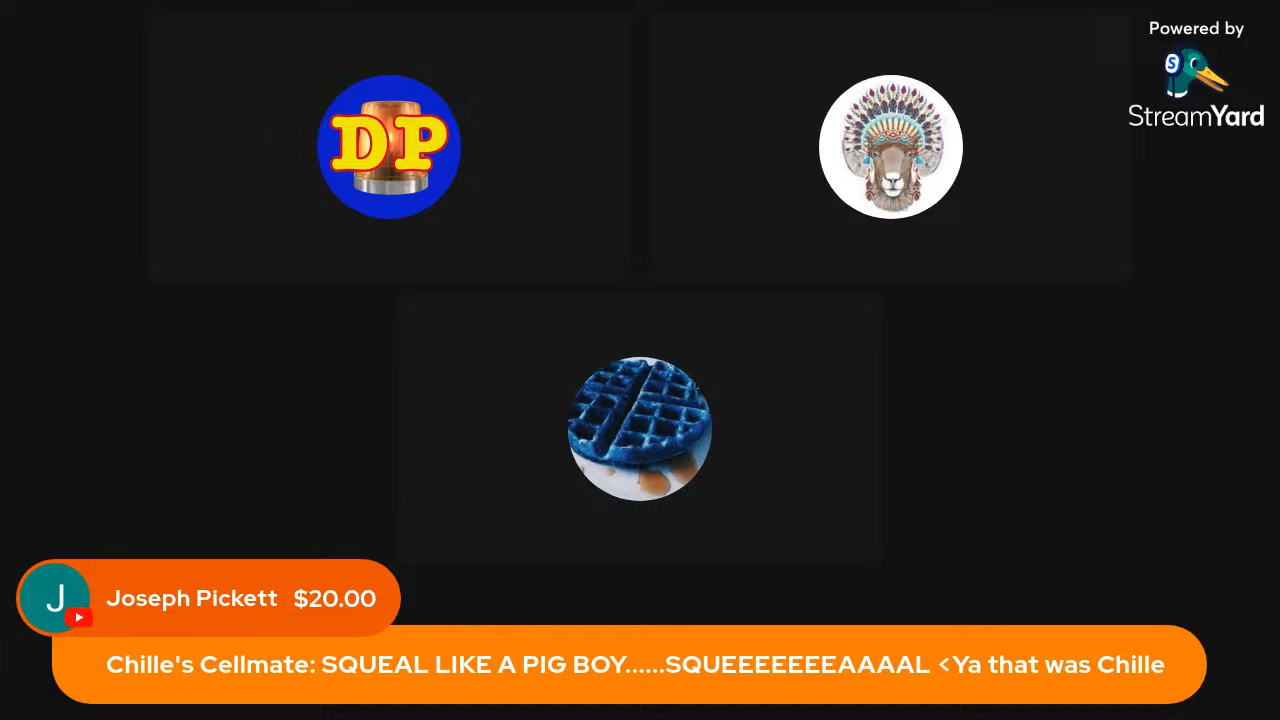 Powered by
S
StreamYard
DP
J
Joseph Pickett $20.00
Chille's Cellmate: SQUEAL LIKE A PIG BOY......SQUEEEEEEEAAAAL <Ya that was Chille